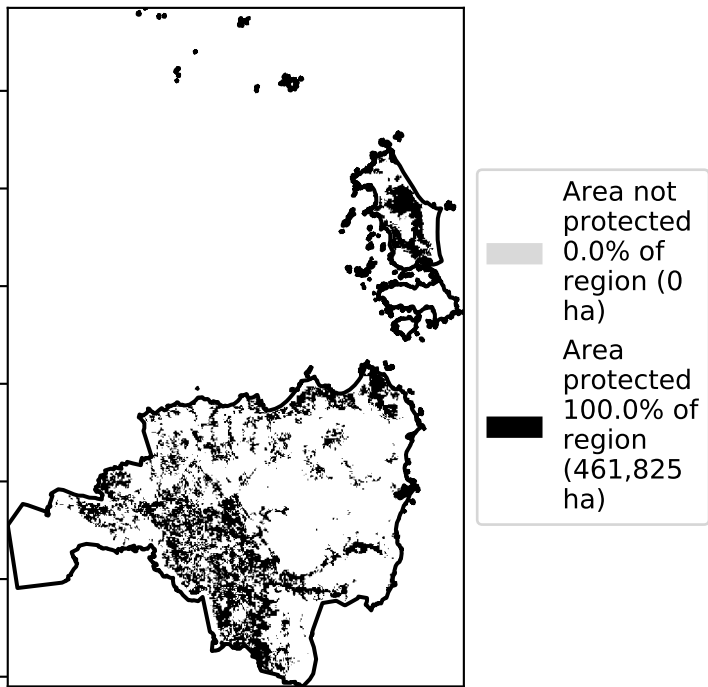 Area not
protected
0.0% of
region (0
ha)
Area
protected
100.0% of
region
(461,825
ha)